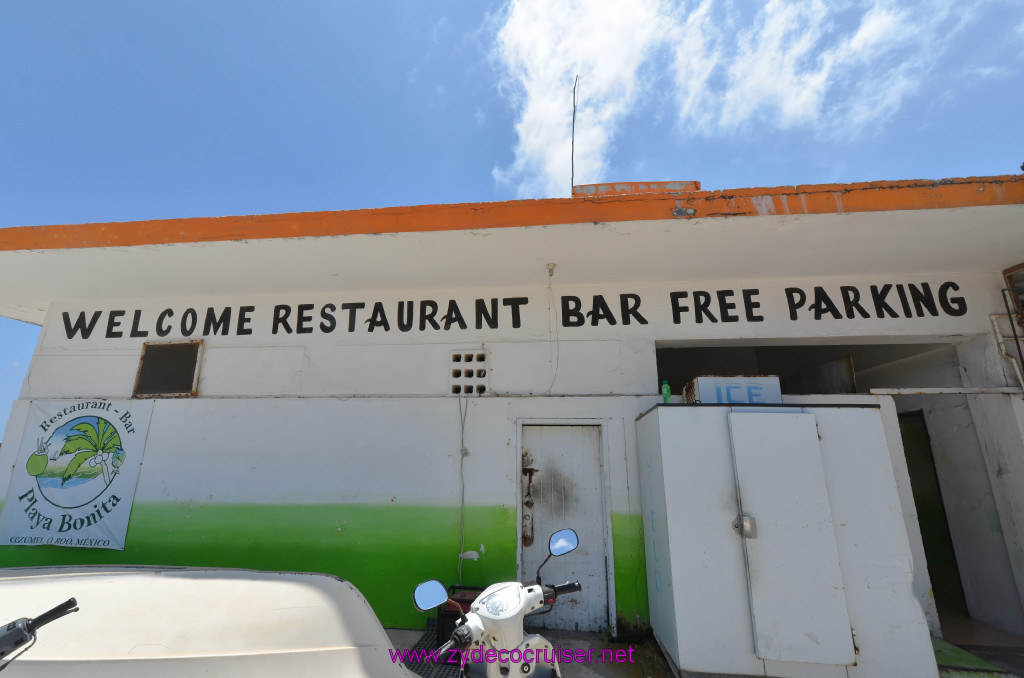 WELCOME RESTAURANT BAR FREE PARKING
ICE
Restaurant - Bar
Playa Bonita
COZUMEL Q. ROO, MEXICO
www.zydecocruiser.net